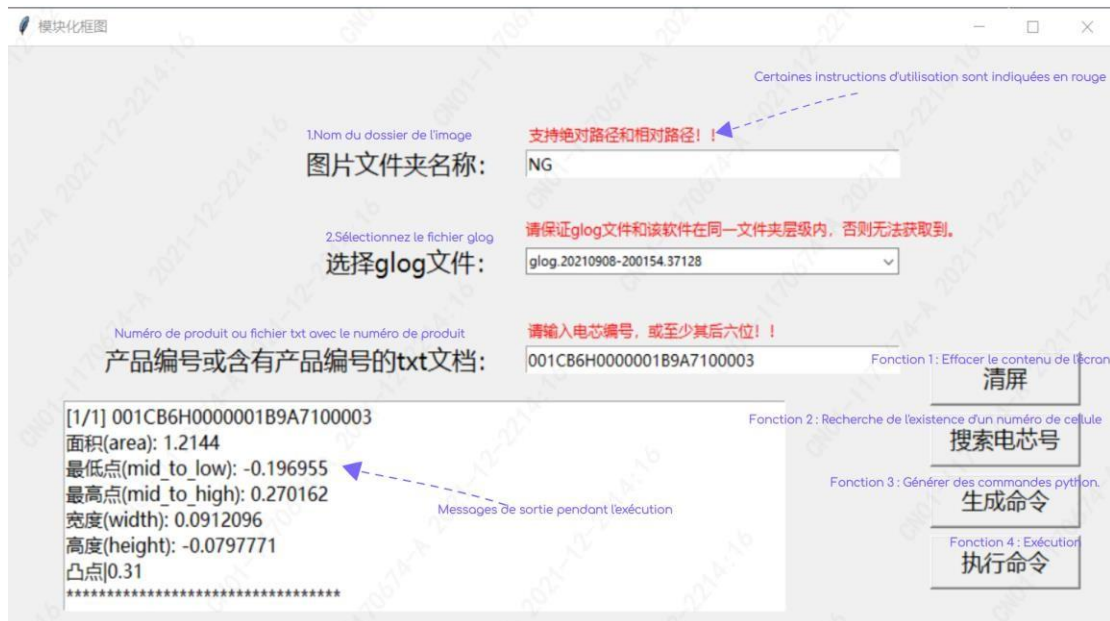 模块化框图
Certaines instructions d'utilisation sont indiquées en rouge
1.Nom du dossier de l'image
支持绝对路径和相对路径！！
图片文件夹名称：
NG
请保证glog文件和该软件在同一文件夹层级内，否则无法获取到。
2.Sélectionnez le fichier glog
选择glog文件：
glog.20210908-200154.37128
Numéro de produit ou fichier txt avec le numéro de produit
请输入电芯编号，或至少其后六位！！
产品编号或含有产品编号的txt文档：
001CB6H0000001B9A7100003
Fonction 1 : Effacer le contenu de l'écran
清屏
Fonction 2 : Recherche de l'existence d'un numéro de cellule
搜索电芯号
Fonction 3 : Générer des commandes python.
生成命令
Fonction 4 : Exécution
执行命令
[1/1] 001CB6H0000001B9A7100003
面积(area): 1.2144
最低点(mid_to_low): -0.196955
最高点(mid_to_high): 0.270162
Messages de sortie pendant l'exécution
宽度(width): 0.0912096
高度(height): -0.0797771
凸点|0.31
**********************************